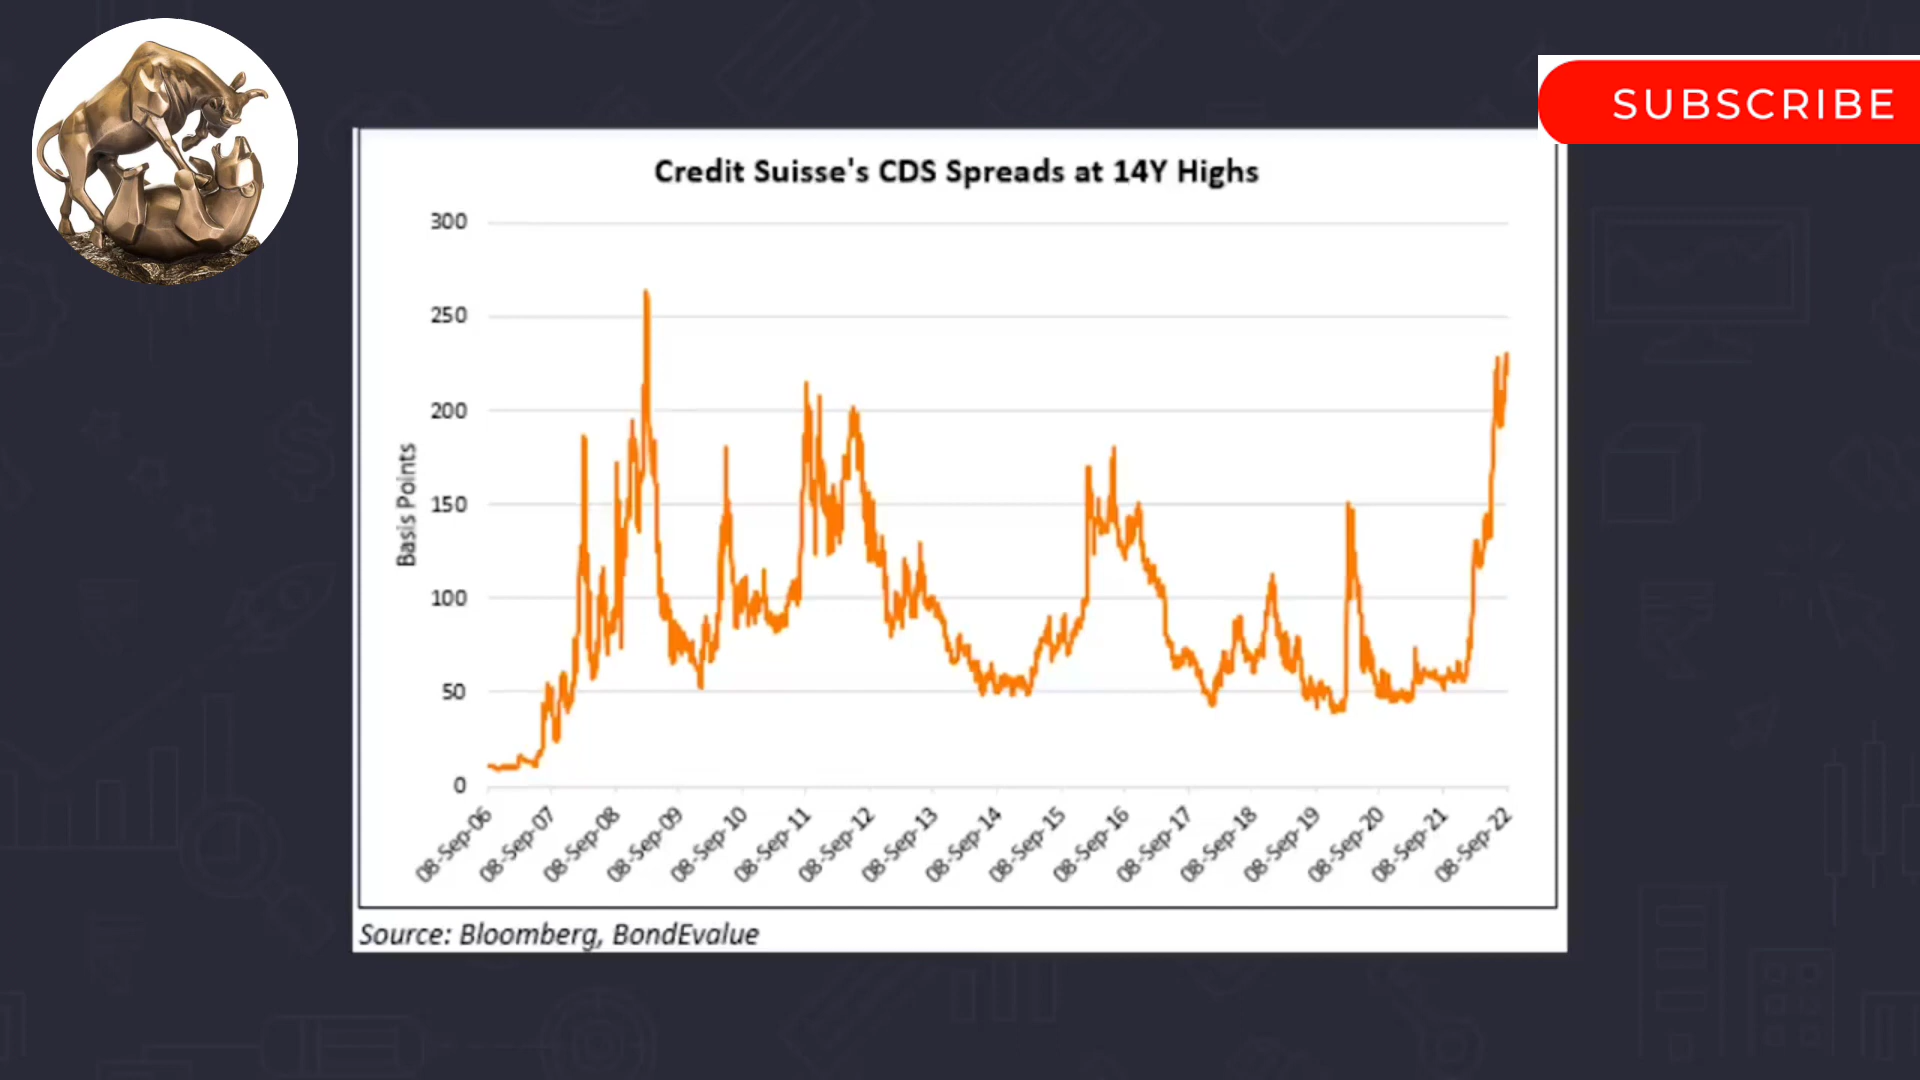 SUBSCRIBE
Credit Suisse's CDS Spreads at 14Y Highs
300
250
200
150
100
50
0
Basis Points
08-Sep-06
08-Sep-07
08-Sep-08
08-Sep-09
08-Sep-10
08-Sep-11
08-Sep-12
08-Sep-13
08-Sep-14
08-Sep-15
08-Sep-16
08-Sep-17
08-Sep-18
08-Sep-19
08-Sep-20
08-Sep-21
08-Sep-22
Source: Bloomberg, BondEvalue